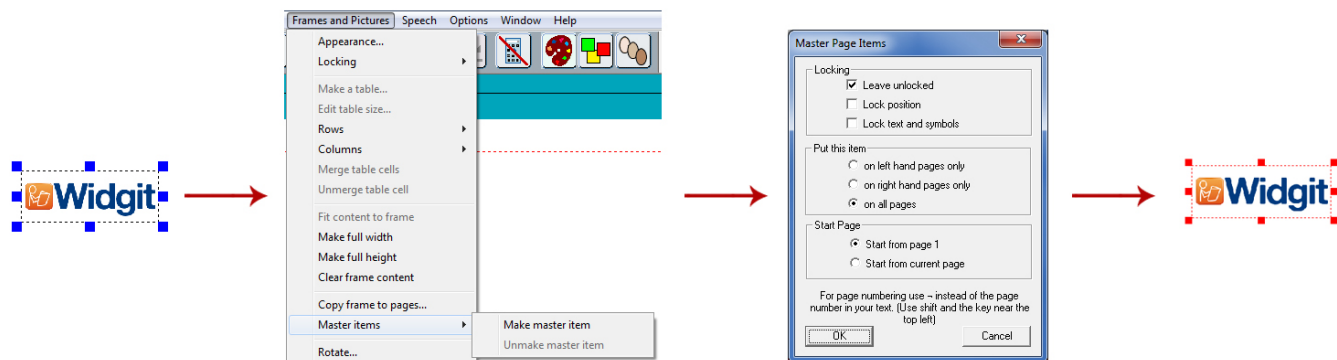 Widgit
Frames and Pictures Speech Options Window Help
Appearance...
Locking
Make a table...
Edit table size...
Rows
Columns
Merge table cells
Unmerge table cell
Fit content to frame
Make full width
Make full height
Clear frame content
Copy frame to pages...
Master items
Make master item
Unmake master item
Rotate...
Master Page Items
Locking
Leave unlocked
Lock position
Lock text and symbols
Put this item
on left hand pages only
on right hand pages only
on all pages
Start Page
Start from page 1
Start from current page
For page numbering use ~ instead of the page
number in your text. (Use shift and the key near the
top left)
OK
Cancel
Widgit